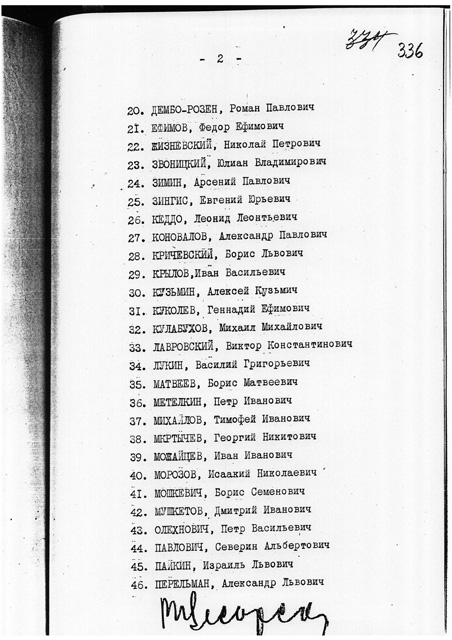 - 2 -
334 336
20. ДЕМБО-РОЗЕН, Роман Павлович
21. ЕФИМОВ, Федор Ефимович
22. ЖИЗНЕВСКИЙ, Николай Петрович
23. ЗВОНИЦКИЙ, Юлиан Владимирович
24. ЗИМИН, Арсений Павлович
25. ЗИНГИС, Евгений Юрьевич
26. КЕДДО, Леонид Леонтьевич
27. КОНОВАЛОВ, Александр Павлович
28. КРИЧЕВСКИЙ, Борис Львович
29. КРЫЛОВ,Иван Васильевич
30. КУЗЬМИН, Алексей Кузьмич
31. КУКОЛЕВ, Геннадий Ефимович
32. КУЛАБУХОВ, Михаил Михайлович
33. ЛАВРОВСКИЙ, Виктор Константинович
34. ЛУКИН, Василий Григорьевич
35. МАТВЕЕВ, Борис Матвеевич
36. МЕТЕЛКИН, Петр Иванович
37. МИХАЛЛОВ, Тимофей Иванович
38. МКРТЫЧЕВ, Георгий Никитович
39. МОЖАЙЦЕВ, Иван Иванович
40. МОРОЗОВ, Исаакий Николаевич
41. МОШКЕВИЧ, Борис Семенович
42. МУШКЕТОВ, Дмитрий Иванович
43. ОЛЕХНОВИЧ, Петр Васильевич
44. ПАВЛОВИЧ, Северин Альбертович
45. ПАЙКИН, Израиль Львович
46. ПЕРЕЛЬМАН, Александр Львович